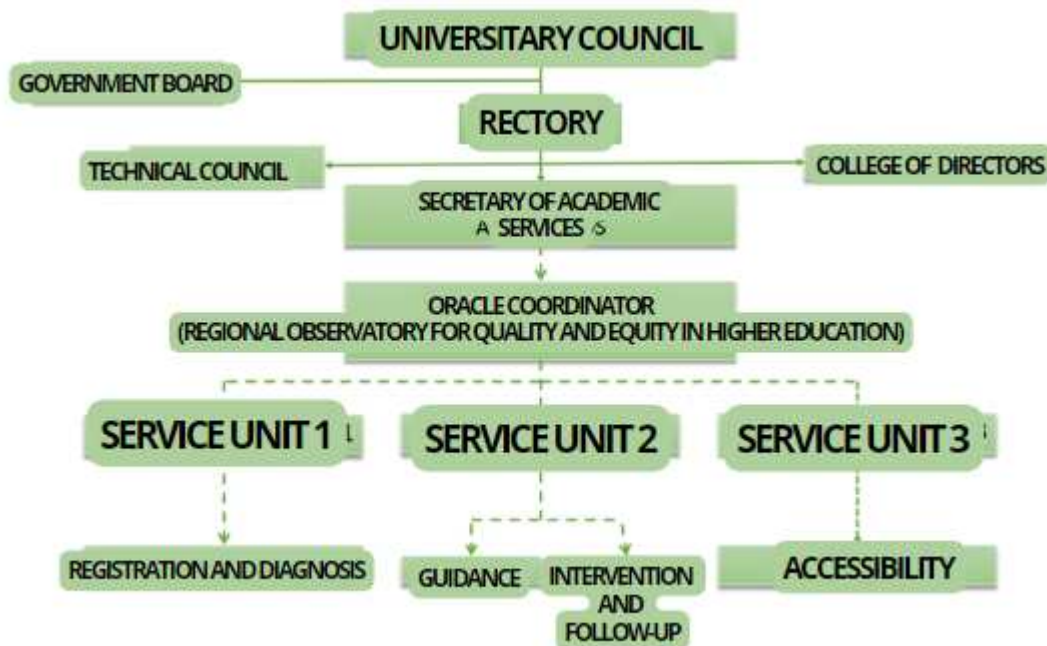 UNIVERSITARY COUNCIL
GOVERNMENT BOARD
RECTORY
TECHNICAL COUNCIL
COLLEGE OF DIRECTORS
SECRETARY OF ACADEMIC
SERVICES
ORACLE COORDINATOR
(REGIONAL OBSERVATORY FOR QUALITY AND EQUITY IN HIGHER EDUCATION)
SERVICE UNIT 1
SERVICE UNIT 2
SERVICE UNIT 3
REGISTRATION AND DIAGNOSIS
GUIDANCE
INTERVENTION
AND
FOLLOW-UP
ACCESSIBILITY